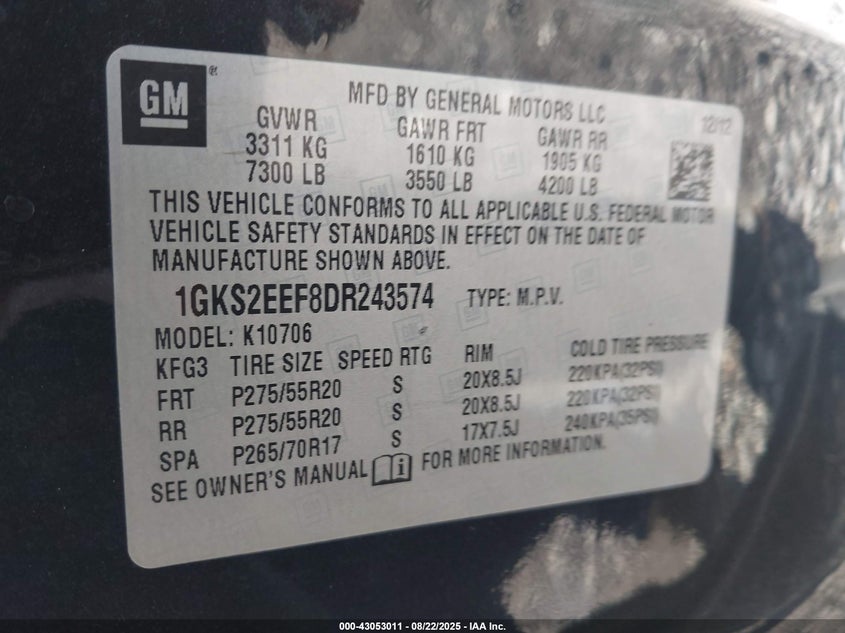 GM®
MFD BY GENERAL MOTORS LLC
12/12
GVWR GAWR FRT GAWR RR
3311 KG 1610 KG 1905 KG
7300 LB 3550 LB 4200 LB
THIS VEHICLE CONFORMS TO ALL APPLICABLE U.S. FEDERAL MOTOR
VEHICLE SAFETY STANDARDS IN EFFECT ON THE DATE OF
MANUFACTURE SHOWN ABOVE.
1GKS2EEF8DR243574 TYPE: M.P.V.
MODEL: K10706
KFG3 TIRE SIZE SPEED RTG RIM COLD TIRE PRESSURE
FRT P275/55R20 S 20X8.5J 220KPA(32PSI)
RR P275/55R20 S 20X8.5J 220KPA(32PSI)
SPA P265/70R17 S 17X7.5J 240KPA(35PSI)
SEE OWNER'S MANUAL FOR MORE INFORMATION.
000-43053011 - 08/22/2025 - IAA Inc.